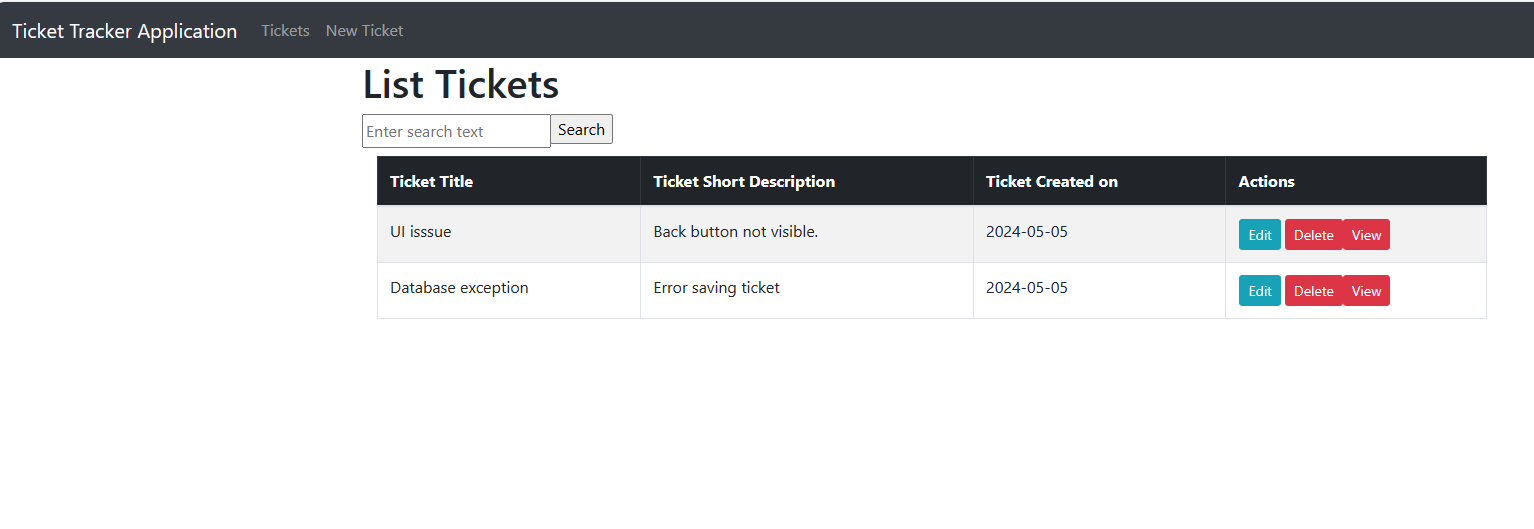 Ticket Tracker Application Tickets New Ticket
List Tickets
Enter search text Search
Ticket Title Ticket Short Description Ticket Created on Actions
UI isssue Back button not visible. 2024-05-05 Edit Delete View
Database exception Error saving ticket 2024-05-05 Edit Delete View